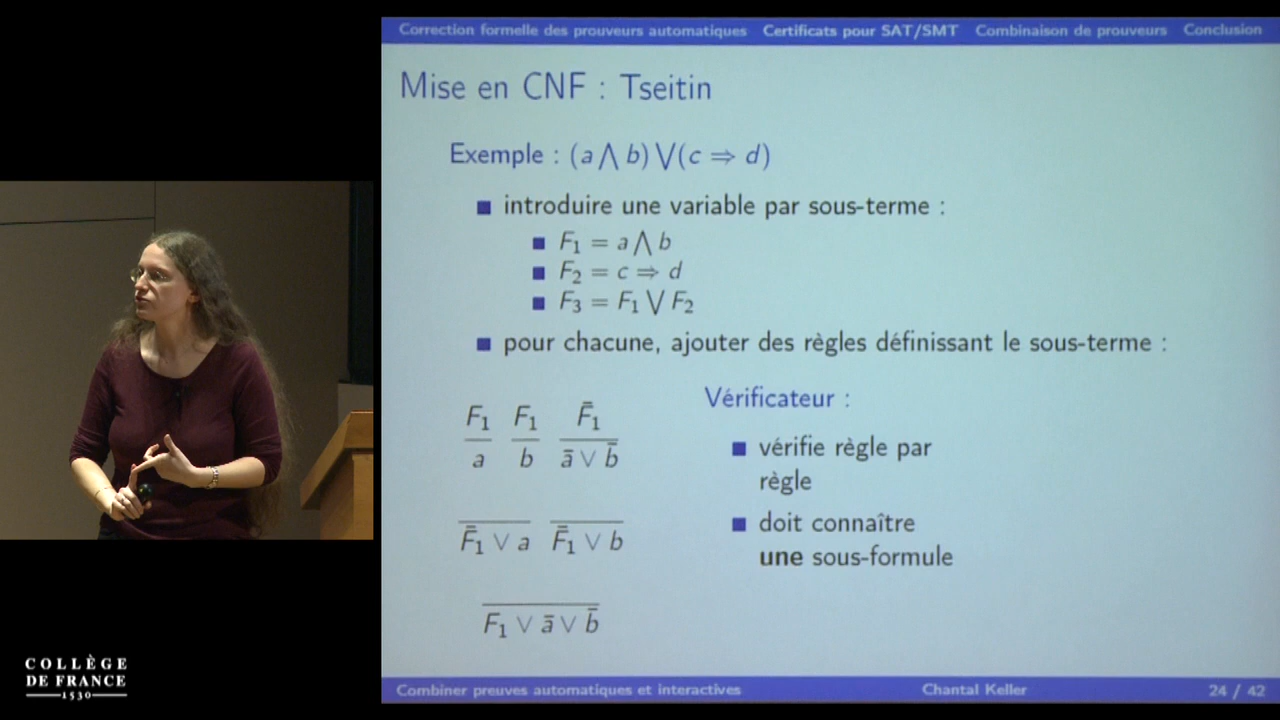 Correction formelle des prouveurs automatiques Certificats pour SAT/SMT Combinaison de prouveurs Conclusion
Mise en CNF : Tseitin
Exemple : (a ⋀ b) ⋁ (c ⇒ d)
introduire une variable par sous-terme :
F₁ = a ⋀ b
F₂ = c ⇒ d
F₃ = F₁ ⋁ F₂
pour chacune, ajouter des règles définissant le sous-terme :
F₁ F₁ F̄₁
a b ā ∨ b̄
F̄₁ ∨ a F̄₁ ∨ b
F₁ ∨ ā ∨ b̄
Vérificateur :
vérifie règle par
règle
doit connaître
une sous-formule
Combiner preuves automatiques et interactives Chantal Keller 24 / 42
COLLÈGE
DE FRANCE
1530